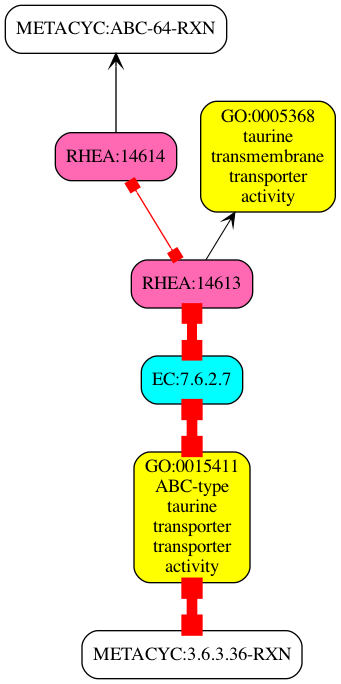 METACYC:ABC-64-RXN
RHEA:14614
GO:0005368
taurine
transmembrane
transporter
activity
RHEA:14613
EC:7.6.2.7
GO:0015411
ABC-type
taurine
transporter
transporter
activity
METACYC:3.6.3.36-RXN